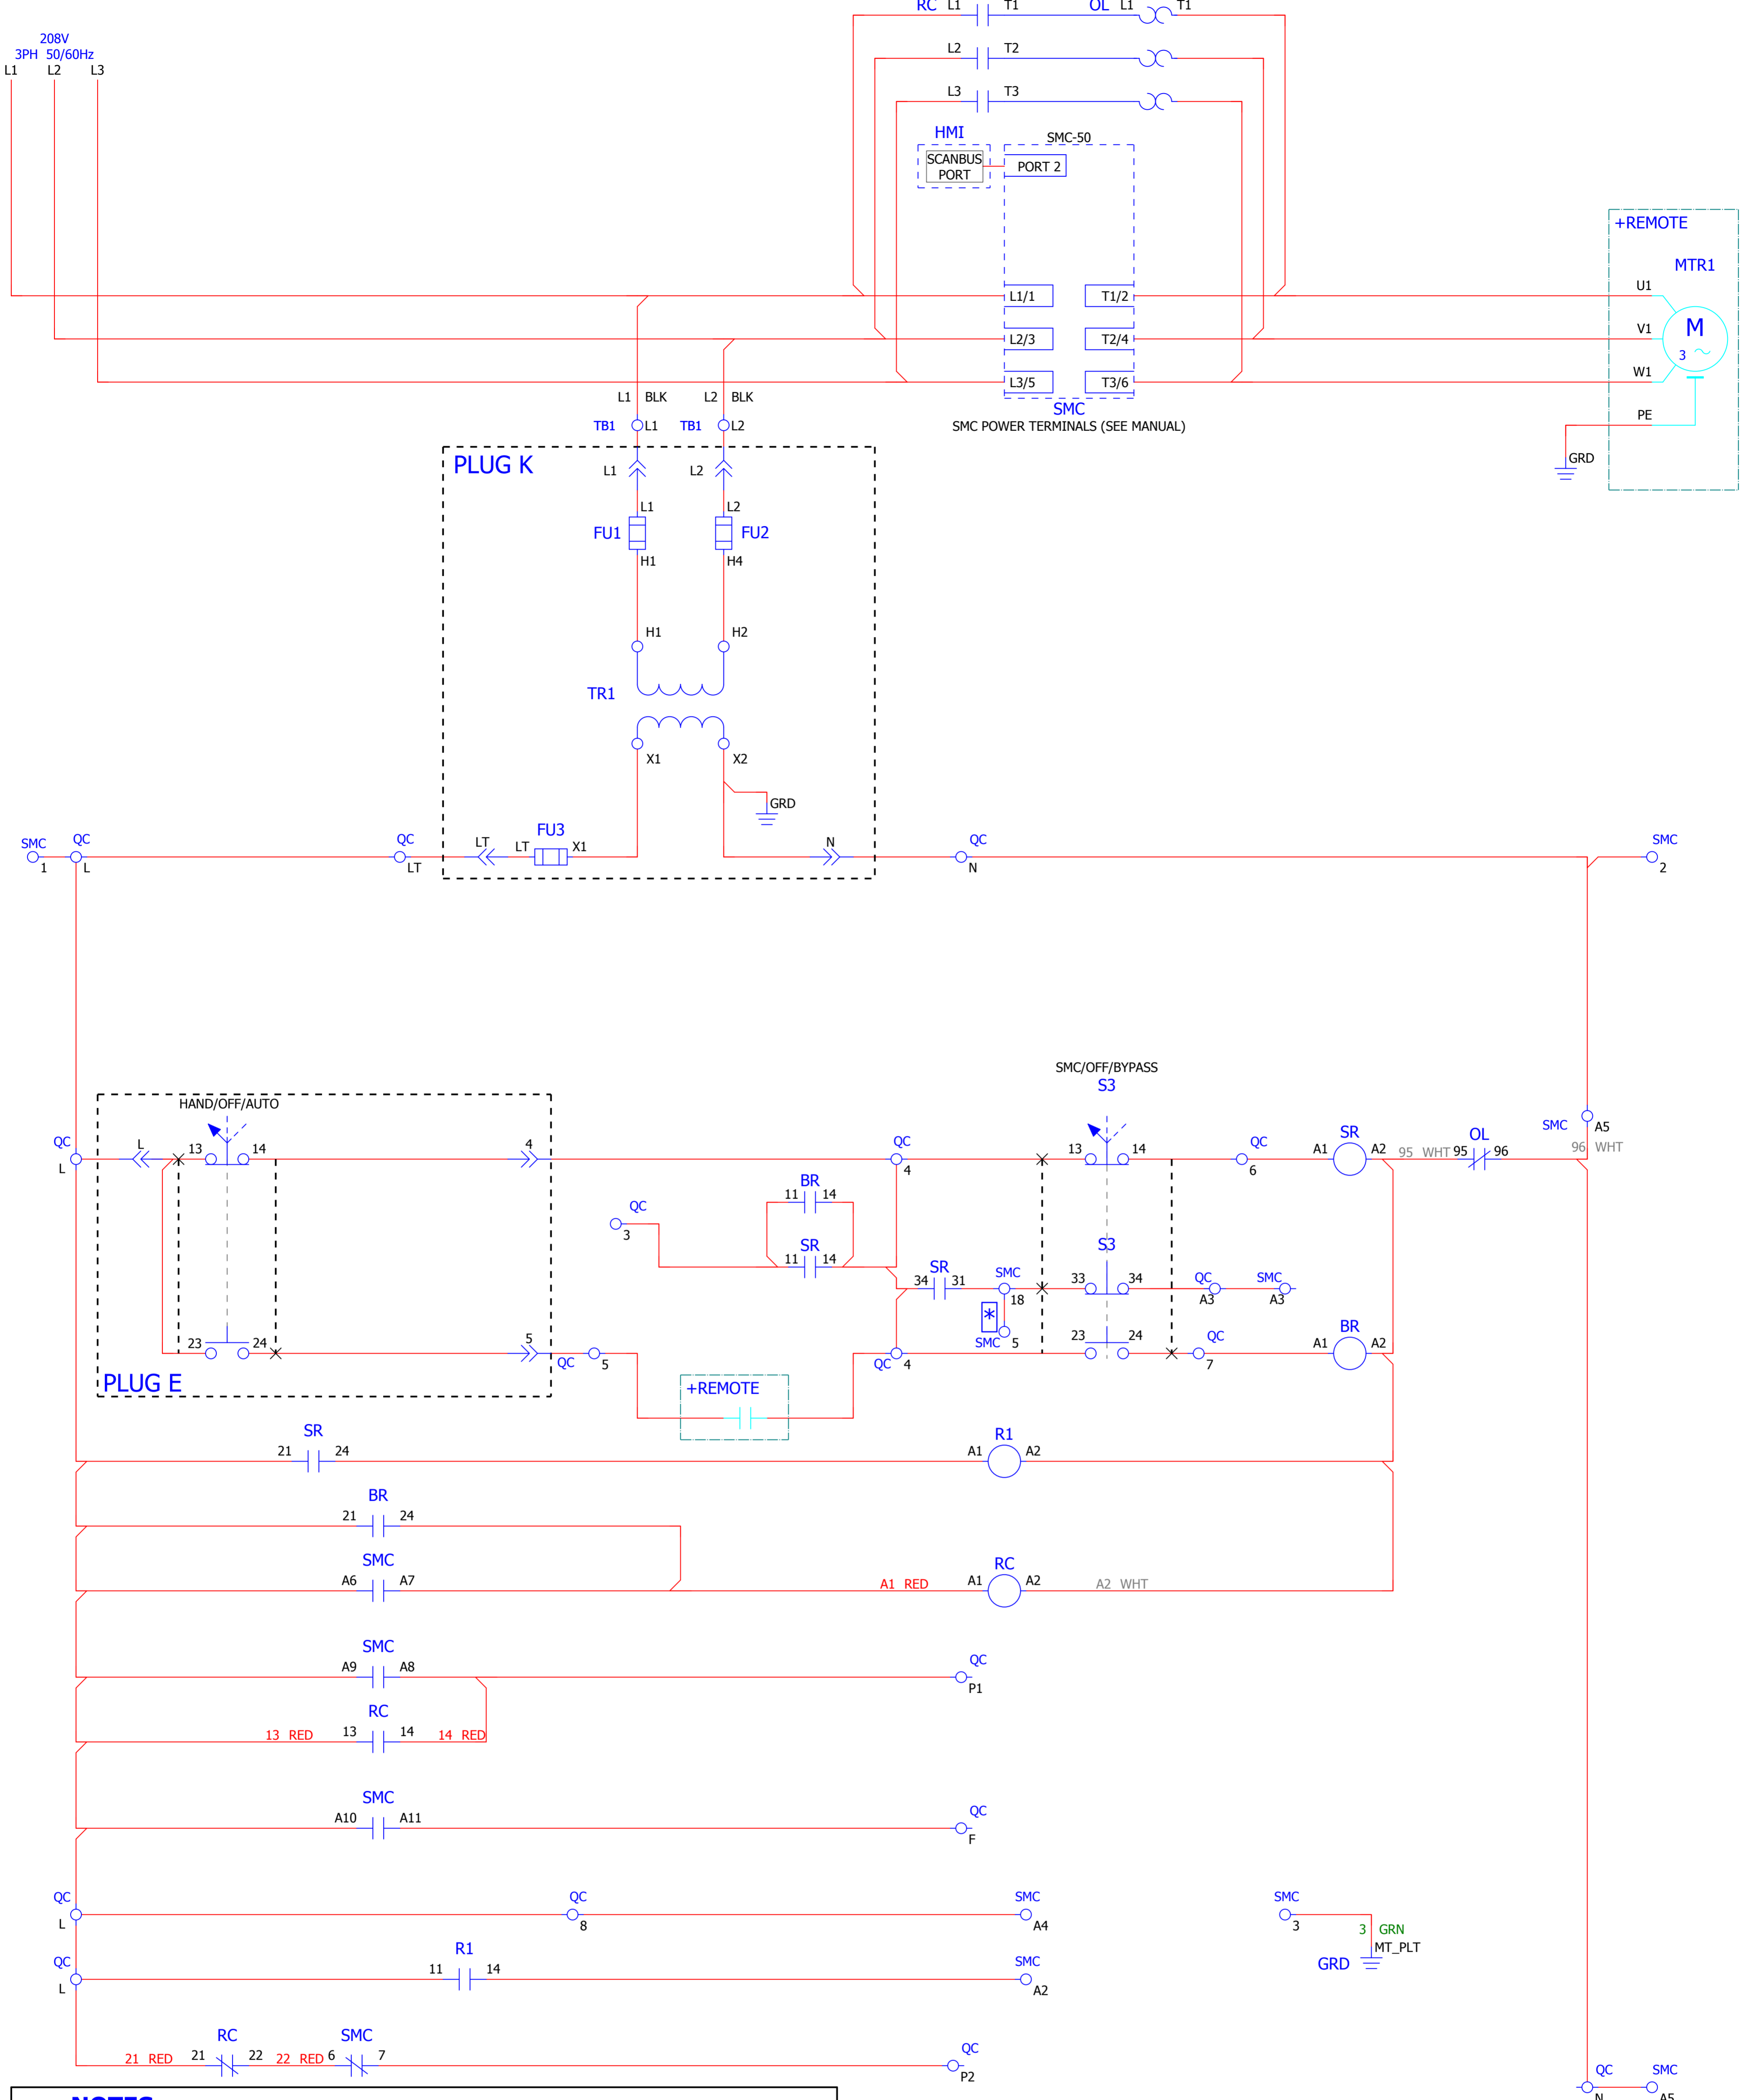 RC L1 T1 OL L1 T1
208V
3PH 50/60Hz
L1 L2 L3
L2 T2
L3 T3
HMI
SMC-50
SCANBUS
PORT
PORT 2
+REMOTE
MTR1
U1
L1/1 T1/2
M
3
V1
L2/3 T2/4
W1
L3/5 T3/6
L1 BLK L2 BLK
SMC
PE
TB1 L1 TB1 L2
SMC POWER TERMINALS (SEE MANUAL)
GRD
PLUG K
L1 L2
L1 L2
FU1 FU2
H1 H4
H1 H2
TR1
X1 X2
GRD
FU3
SMC QC QC LT LT X1 N QC SMC
1 L LT N 2
SMC/OFF/BYPASS
S3
HAND/OFF/AUTO
SMC A5
QC L 13 14 4 QC 13 14 QC SR OL
A1 A2 95 WHT 95 96 96 WHT
L 4 6
BR
11 14
QC
3
SR
11 14
S3
SR
34 31 SMC 33 34 QC SMC
18 A3 A3
*
SMC 5
23 24 5 23 24 QC BR
A1 A2
QC 5 QC 4 7
PLUG E
+REMOTE
SR R1
21 24 A1 A2
BR
21 24
SMC RC
A6 A7 A1 RED A1 A2 A2 WHT
SMC
A9 A8 QC
P1
RC
13 RED 13 14 14 RED
SMC
A10 A11 QC
F
QC QC SMC SMC
L 8 A4 3
3 GRN
MT_PLT
GRD
QC R1 SMC
11 14
L A2
RC SMC
21 RED 21 22 22 RED 6 7 QC
P2
QC SMC
N A5
NOTES